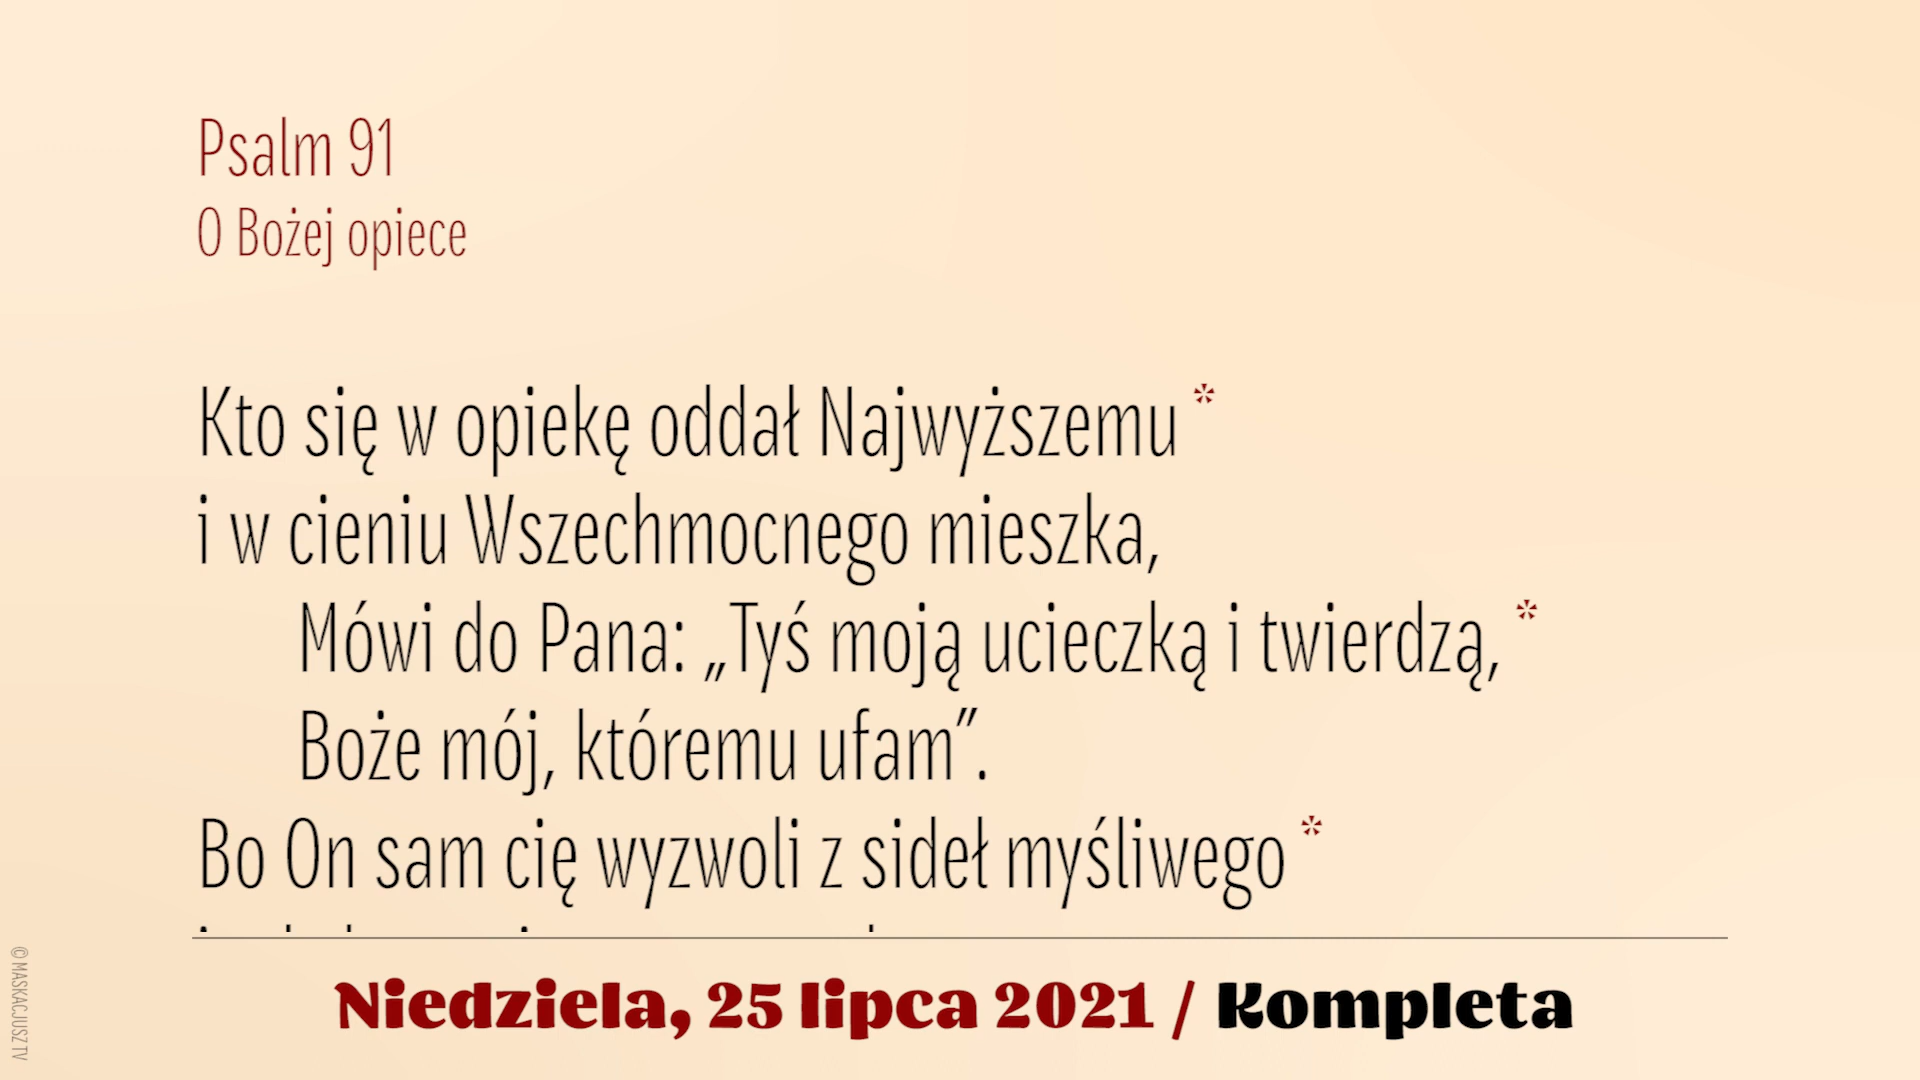 Psalm 91
O Bożej opiece
Kto się w opiekę oddał Najwyższemu *
i w cieniu Wszechmocnego mieszka,
Mówi do Pana: „Tyś moją ucieczką i twierdzą, *
Boże mój, któremu ufam”.
Bo On sam cię wyzwoli z sideł myśliwego *
Niedziela, 25 lipca 2021 / Kompleta
© MASKACJUSZ TV